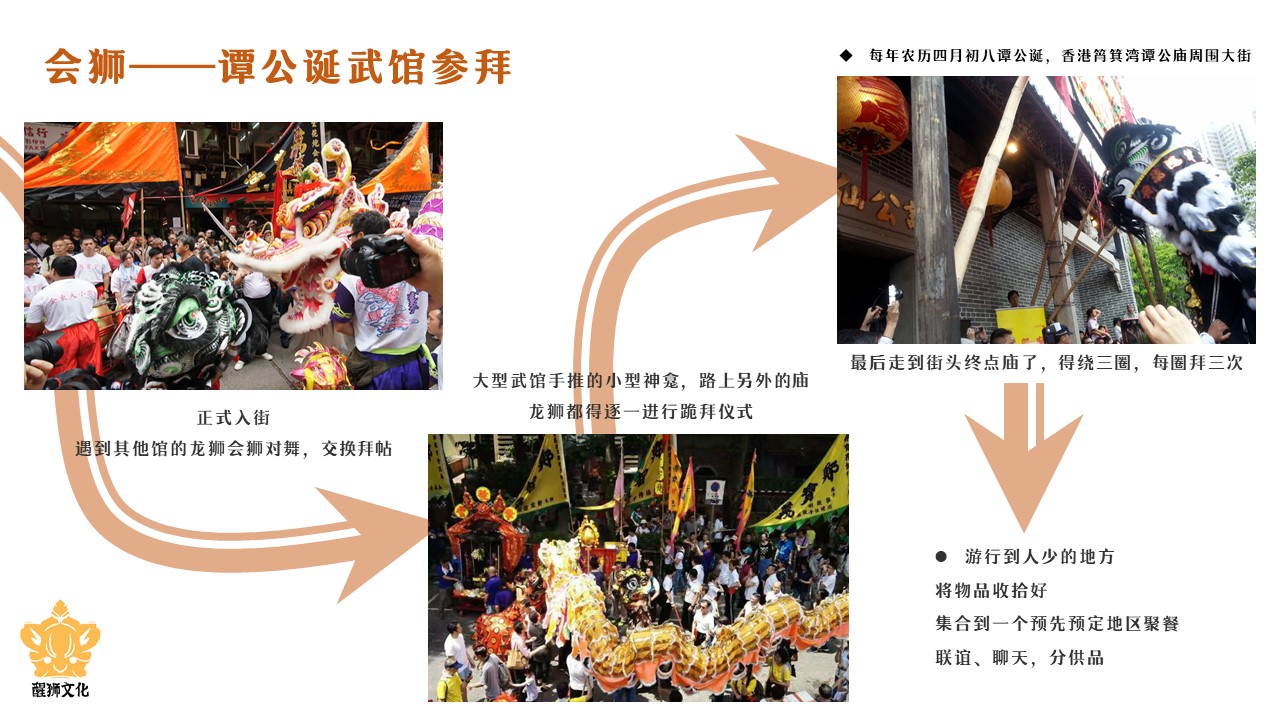 会狮——谭公诞武馆参拜
◆ 每年农历四月初八谭公诞，香港筲箕湾谭公庙周围大街
正式入街
遇到其他馆的龙狮会狮对舞，交换拜帖
大型武馆手推的小型神龛，路上另外的庙
龙狮都得逐一进行跪拜仪式
最后走到街头终点庙了，得绕三圈，每圈拜三次
● 游行到人少的地方
将物品收拾好
集合到一个预先预定地区聚餐
联谊、聊天，分供品
醒狮文化